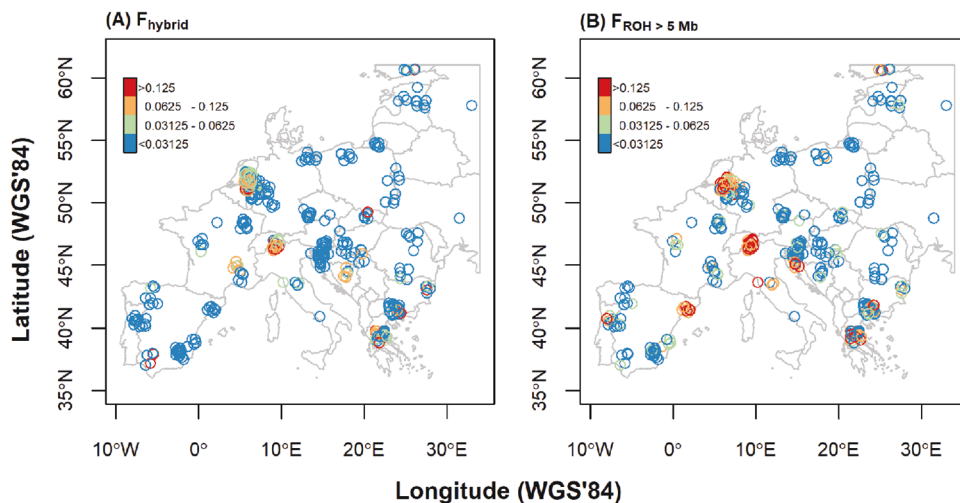 (A) Fhybrid
(B) FROH > 5 Mb
>0.125
0.0625 - 0.125
0.03125 - 0.0625
<0.03125
>0.125
0.0625 - 0.125
0.03125 - 0.0625
<0.03125
Latitude (WGS'84)
60°N
55°N
50°N
45°N
40°N
35°N
60°N
55°N
50°N
45°N
40°N
35°N
10°W 0° 10°E 20°E 30°E
10°W 0° 10°E 20°E 30°E
Longitude (WGS'84)